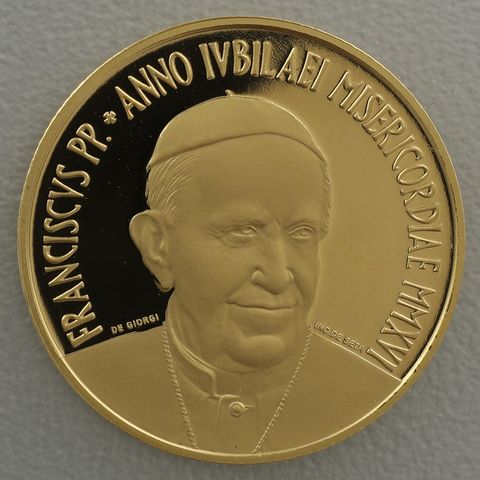 FRANCISCVS PP. * ANNO IVBILAEI MISERICORDIAE MMXVI
DE GIORGI
INC. DE SETA